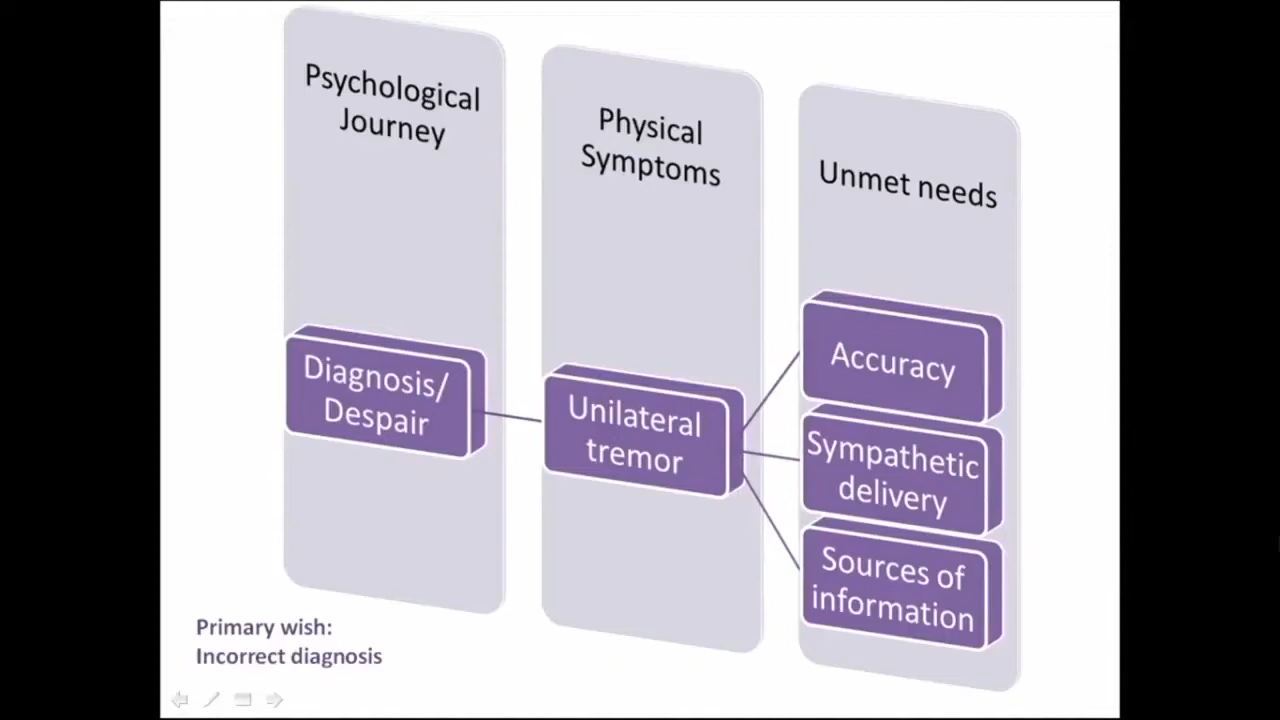 Psychological
Journey
Physical
Symptoms
Unmet needs
Diagnosis/
Despair
Unilateral
tremor
Accuracy
Sympathetic
delivery
Sources of
information
Primary wish:
Incorrect diagnosis